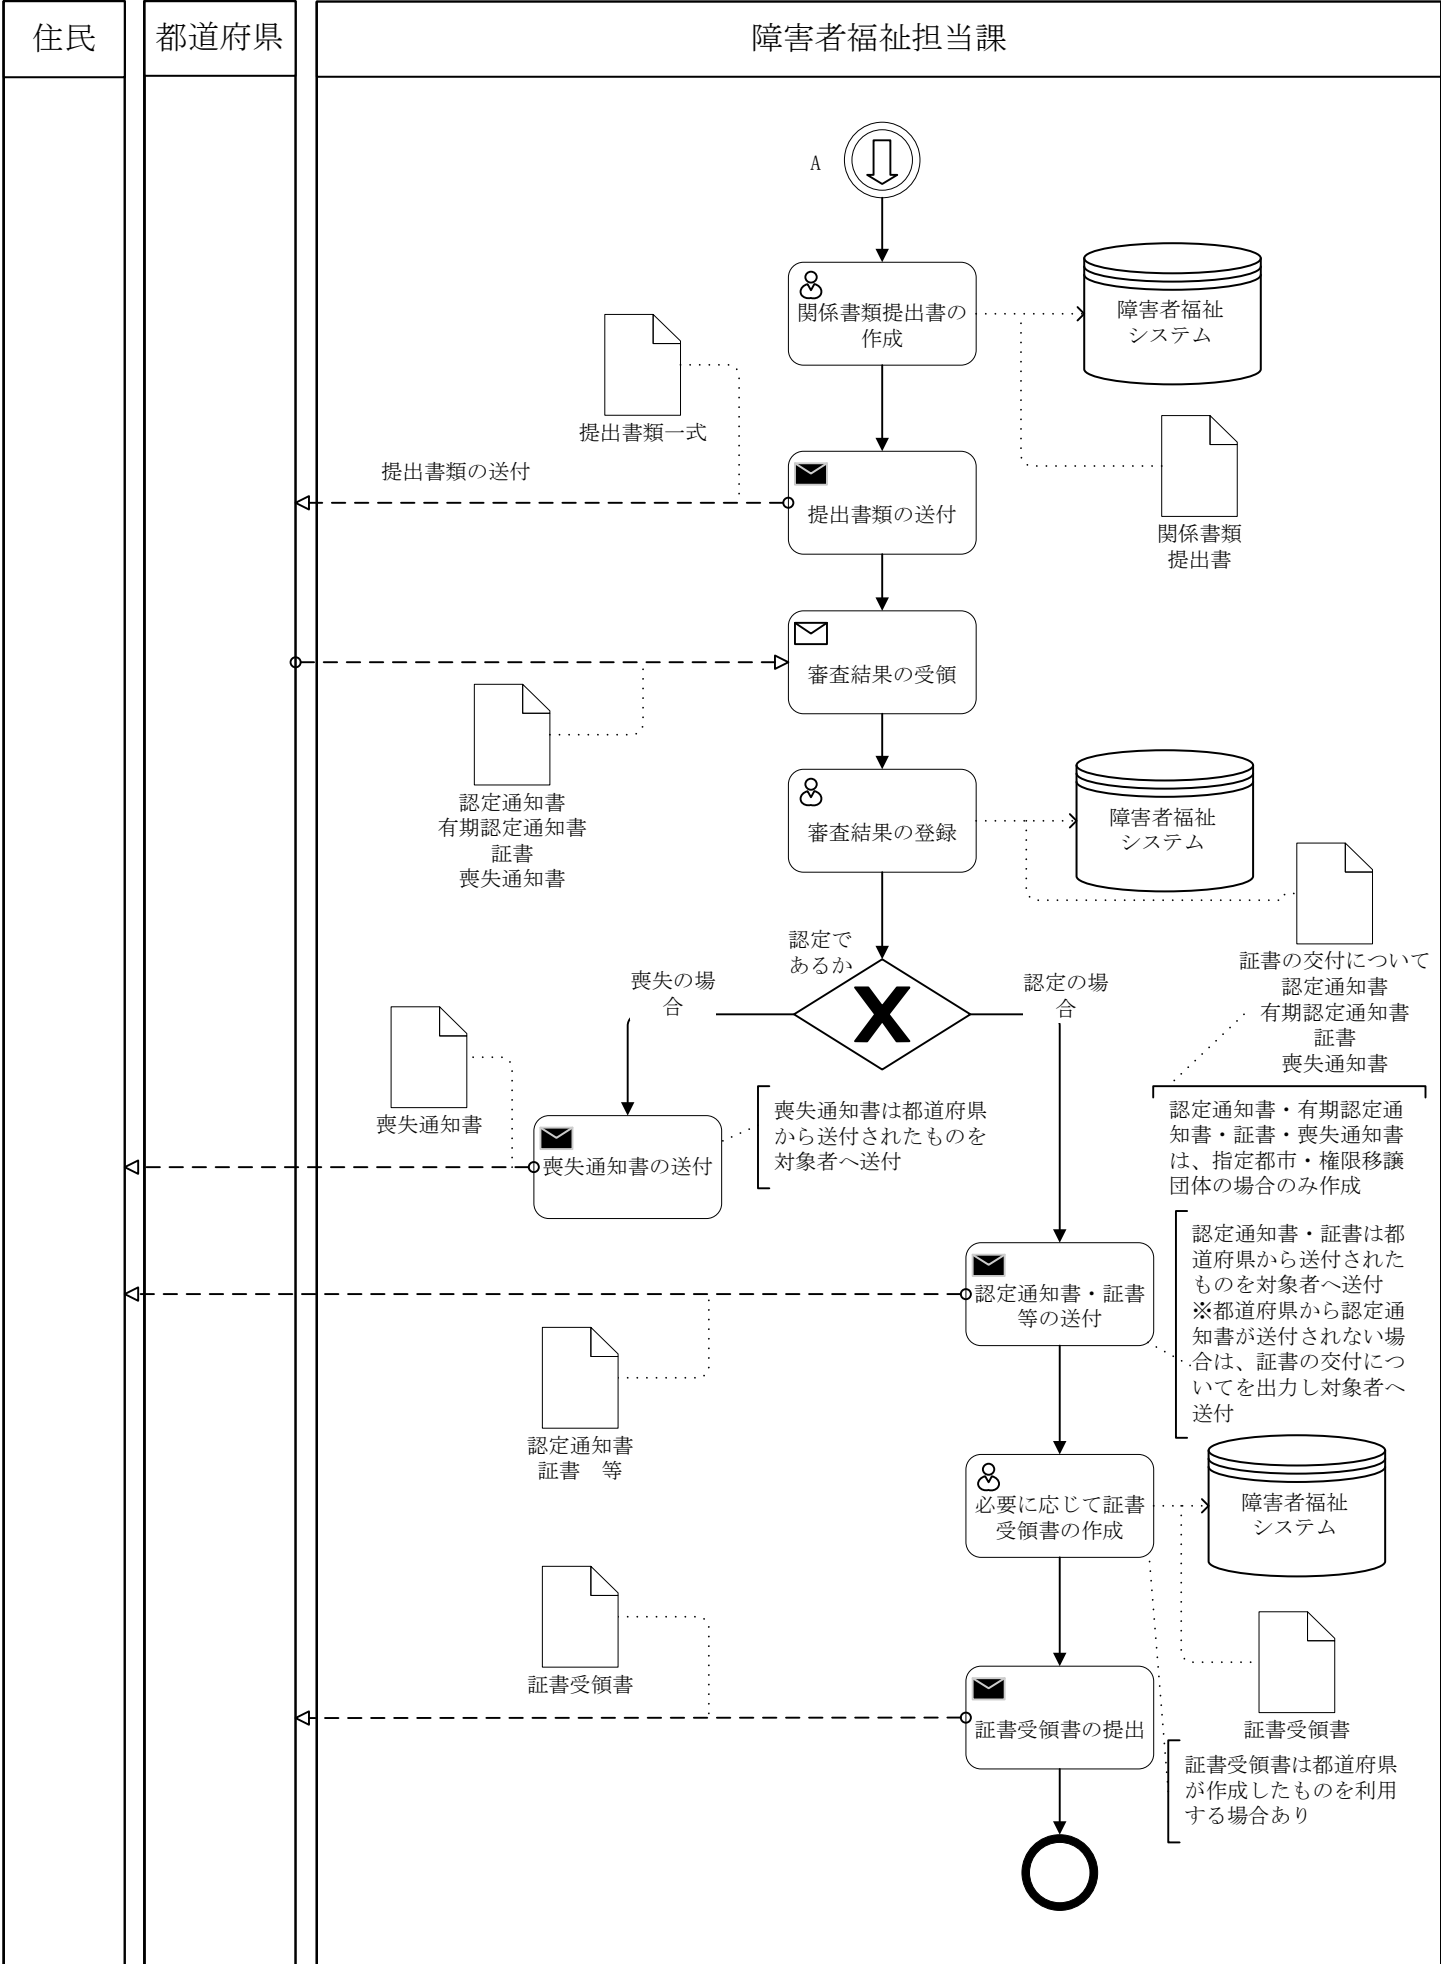 住民
都道府県
障害者福祉担当課
A
関係書類提出書の
作成
障害者福祉
システム
提出書類一式
提出書類の送付
提出書類の送付
関係書類
提出書
審査結果の受領
認定通知書
有期認定通知書
証書
喪失通知書
審査結果の登録
障害者福祉
システム
証書の交付について
認定通知書
有期認定通知書
証書
喪失通知書
認定で
あるか
喪失の場
合
認定の場
合
喪失通知書
喪失通知書の送付
喪失通知書は都道府県
から送付されたものを
対象者へ送付
認定通知書・有期認定通
知書・証書・喪失通知書
は、指定都市・権限移譲
団体の場合のみ作成
認定通知書・証書
等の送付
認定通知書・証書は都
道府県から送付された
ものを対象者へ送付
※都道府県から認定通
知書が送付されない場
合は、証書の交付につ
いてを出力し対象者へ
送付
認定通知書
証書　等
必要に応じて証書
受領書の作成
障害者福祉
システム
証書受領書
証書受領書
証書受領書の提出
証書受領書は都道府県
が作成したものを利用
する場合あり